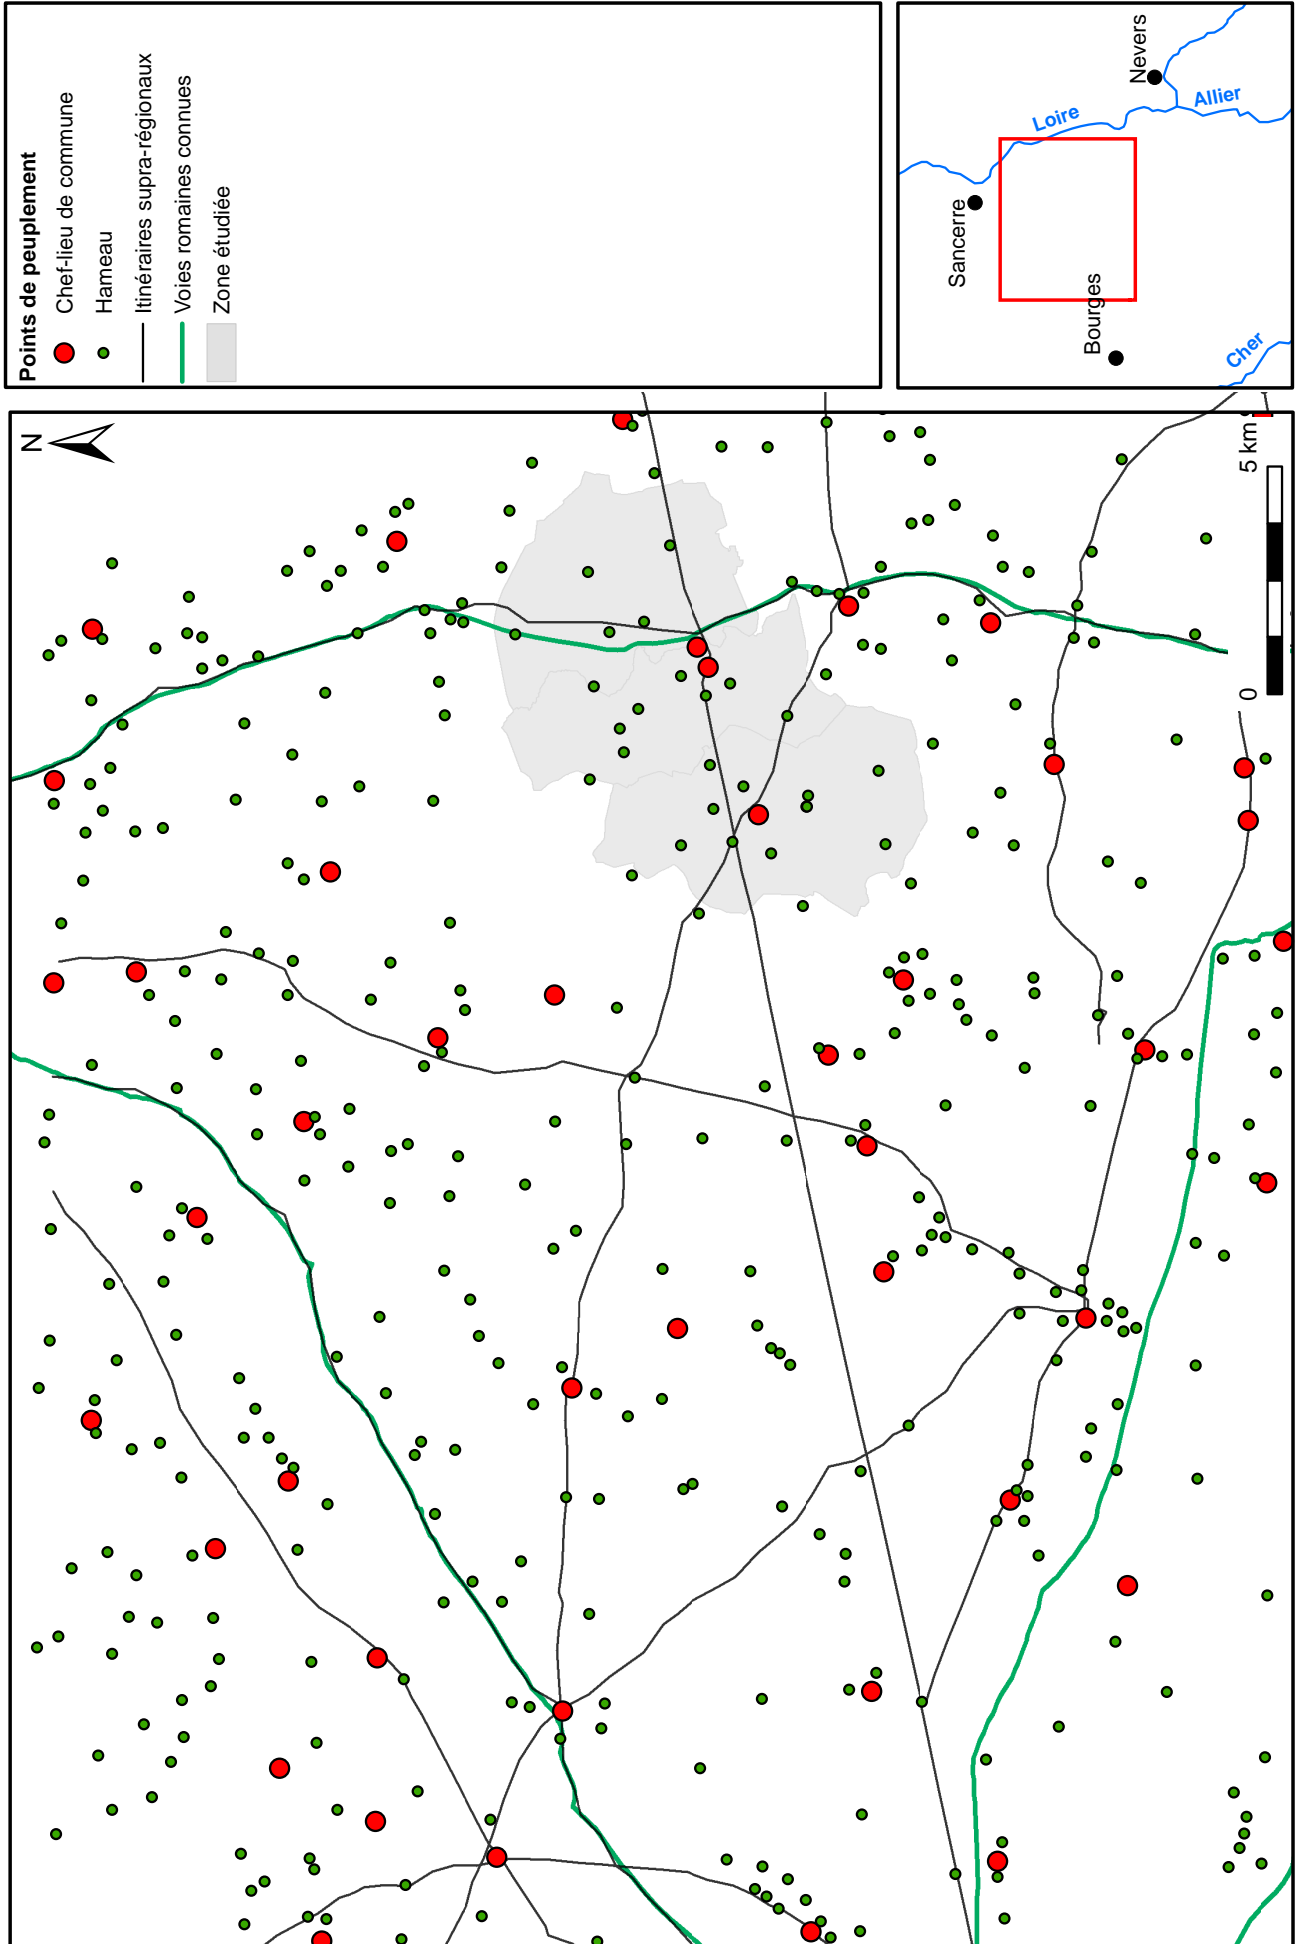 Points de peuplement
Chef-lieu de commune
Hameau
Itinéraires supra-régionaux
Voies romaines connues
Zone étudiée
Sancerre
Bourges
Nevers
Loire
Allier
Cher
N
0
5 km